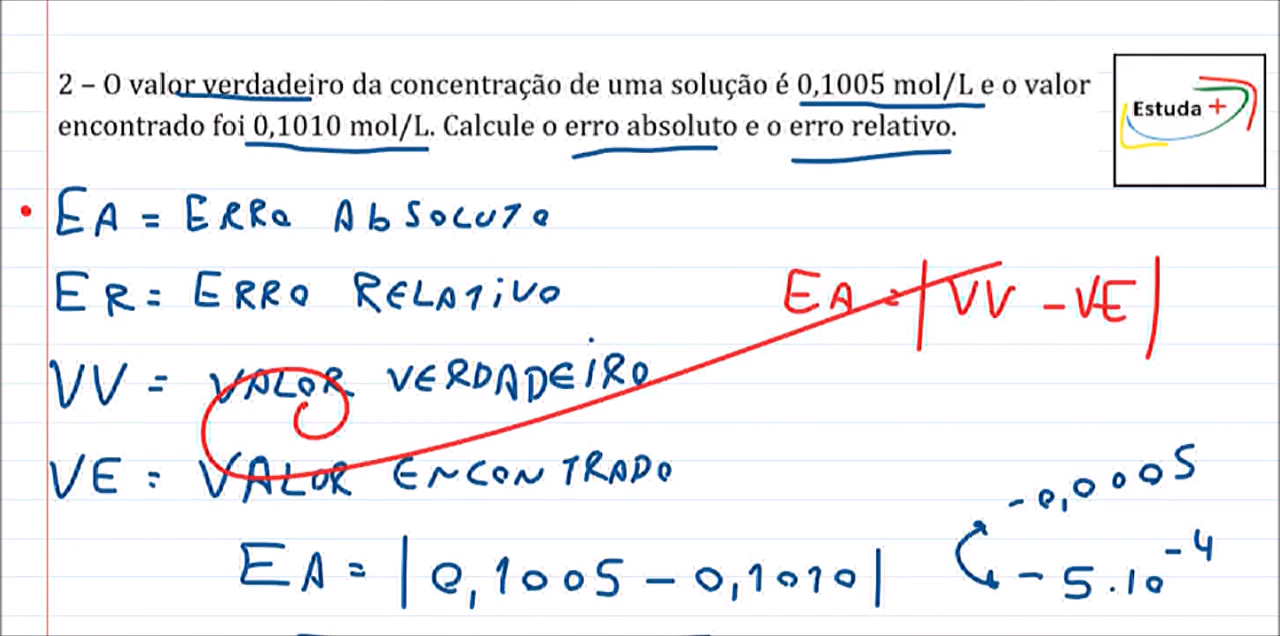 2 – O valor verdadeiro da concentração de uma solução é 0,1005 mol/L e o valor
encontrado foi 0,1010 mol/L. Calcule o erro absoluto e o erro relativo.
Estuda +
EA = ERRO AbSOLUTO
ER = ERRO RELATiVO
EA = |VV - VE|
VV = VALOR VERDADEiRO
VE = VALOR ENCONTRADO
- 0,0005
EA = |0,1005 - 0,1010|
- 5.10⁻⁴